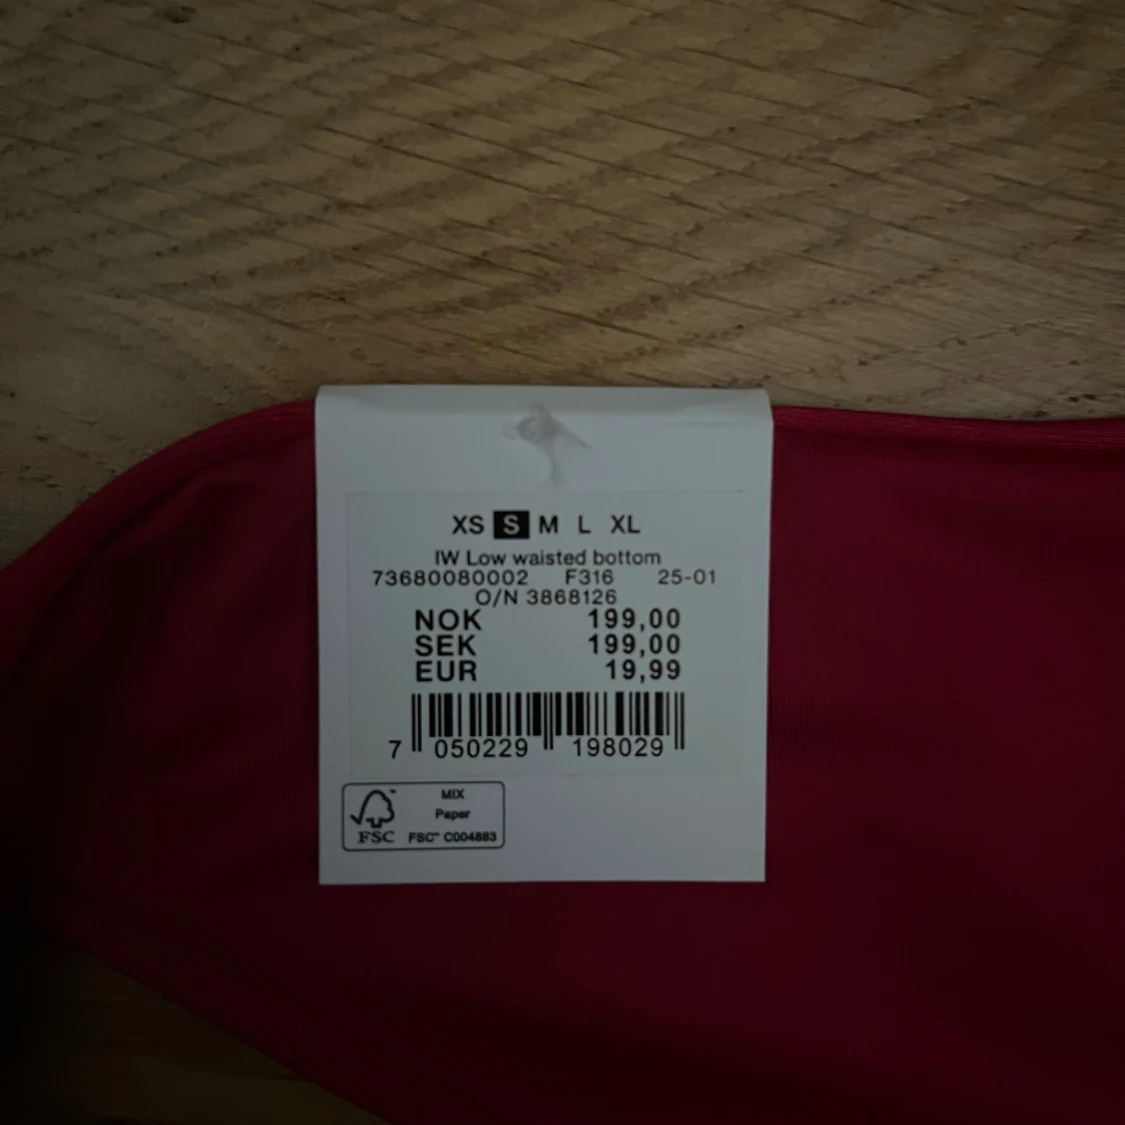 XS S M L XL
IW Low waisted bottom
73680080002 F316 25-01
O/N 3868126
NOK 199,00
SEK 199,00
EUR 19,99
7 050229 198029
MIX
Paper
FSC™ C004883
FSC